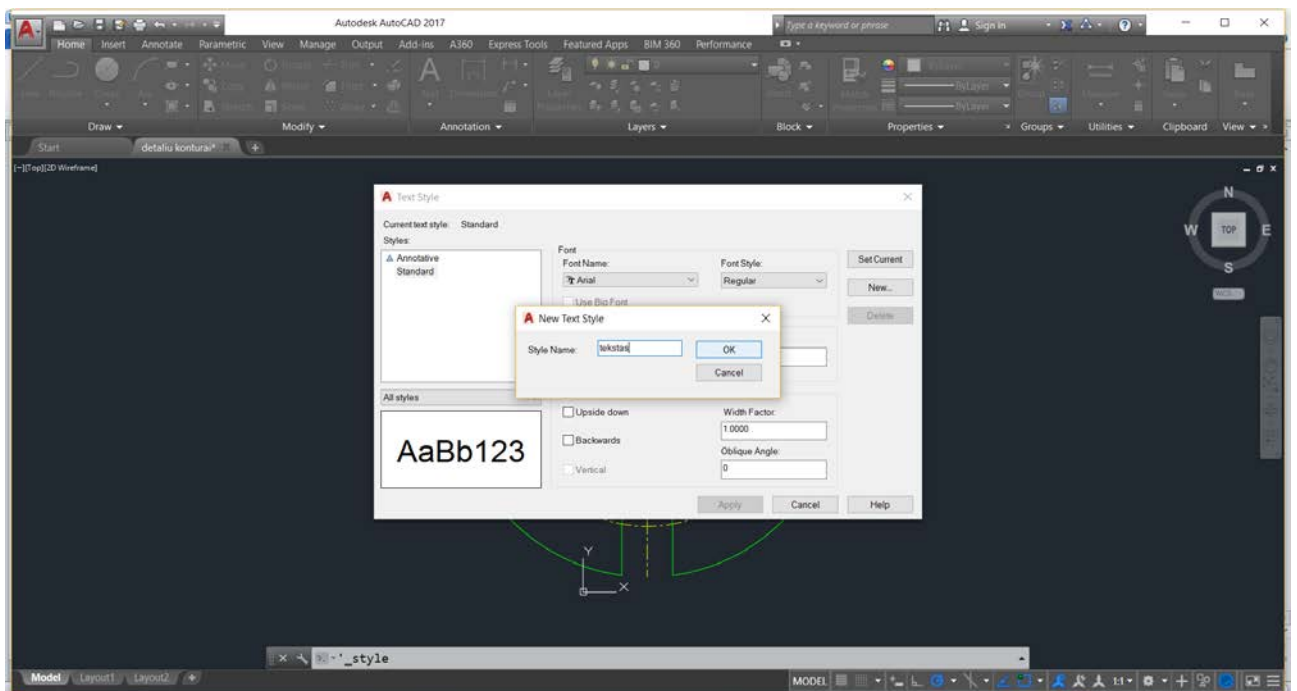 Autodesk AutoCAD 2017
Type a keyword or phrase
Sign In
Home Insert Annotate Parametric View Manage Output Add-ins A360 Express Tools Featured Apps BIM 360 Performance
0
ByLayer
ByLayer
Draw Modify Annotation Layers Block Properties Groups Utilities Clipboard View
Start detaliu konturai* +
[-][Top][2D Wireframe]
N
W TOP E
S
WCS
Text Style
Current text style: Standard
Styles:
Annotative
Standard
All styles
AaBb123
Font
Font Name:
Arial
Font Style:
Regular
Use Big Font
Set Current
New...
Delete
New Text Style
Style Name: tekstas
OK
Cancel
Upside down
Backwards
Vertical
Width Factor:
1.0000
Oblique Angle:
0
Apply Cancel Help
Y
X
'_style
Model Layout1 Layout2 +
MODEL
1:1